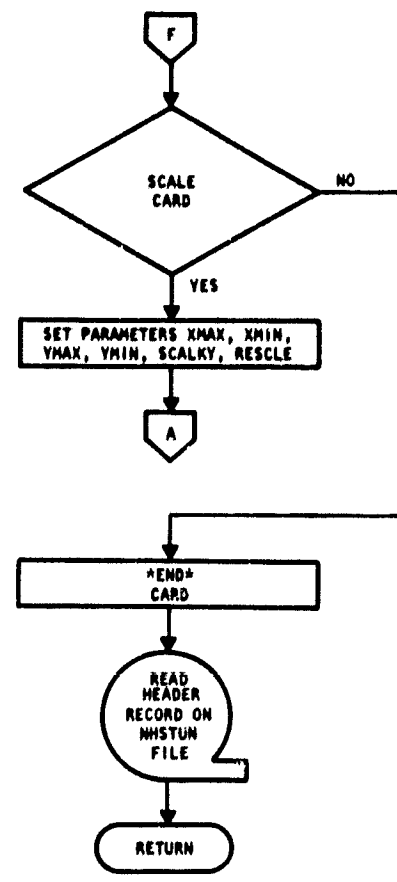 F
SCALE
CARD
NO
YES
SET PARAMETERS XMAX, XMIN,
YMAX, YMIN, SCALKY, RESCLE
A
*END*
CARD
READ
HEADER
RECORD ON
NHSTUN
FILE
RETURN